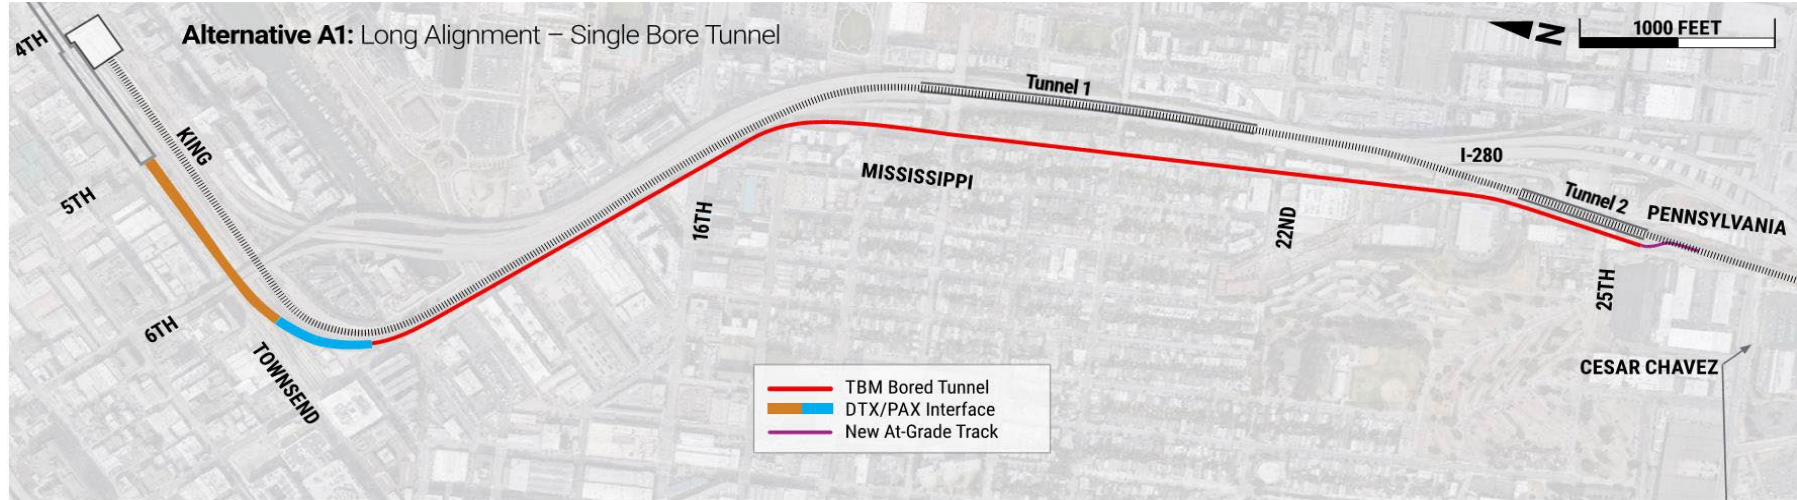 Alternative A1: Long Alignment – Single Bore Tunnel
N
1000 FEET
4TH
KING
5TH
6TH
TOWNSEND
16TH
MISSISSIPPI
Tunnel 1
22ND
I-280
Tunnel 2
PENNSYLVANIA
25TH
CESAR CHAVEZ
TBM Bored Tunnel
DTX/PAX Interface
New At-Grade Track